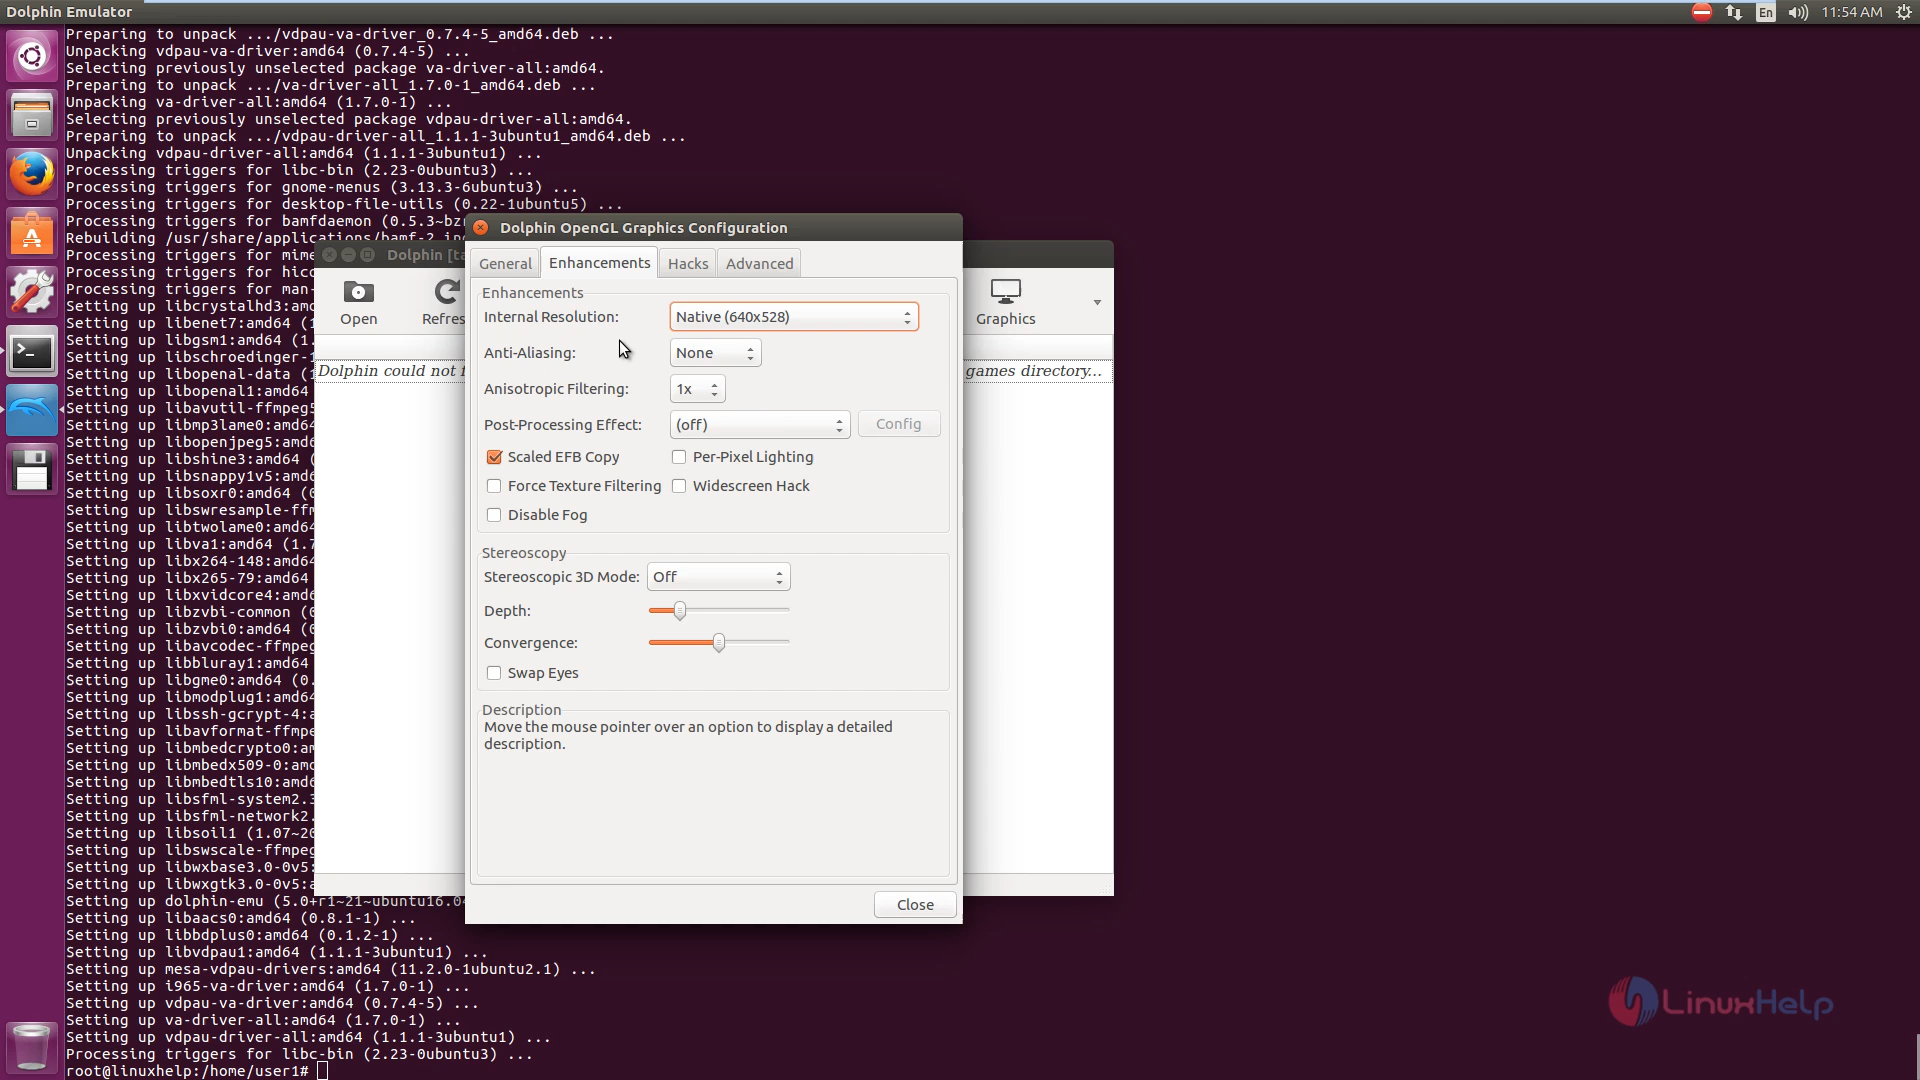 Dolphin Emulator
En
11:54 AM
Preparing to unpack .../vdpau-va-driver_0.7.4-5_amd64.deb ...
Unpacking vdpau-va-driver:amd64 (0.7.4-5) ...
Selecting previously unselected package va-driver-all:amd64.
Preparing to unpack .../va-driver-all_1.7.0-1_amd64.deb ...
Unpacking va-driver-all:amd64 (1.7.0-1) ...
Selecting previously unselected package vdpau-driver-all:amd64.
Preparing to unpack .../vdpau-driver-all_1.1.1-3ubuntu1_amd64.deb ...
Unpacking vdpau-driver-all:amd64 (1.1.1-3ubuntu1) ...
Processing triggers for libc-bin (2.23-0ubuntu3) ...
Processing triggers for gnome-menus (3.13.3-6ubuntu3) ...
Processing triggers for desktop-file-utils (0.22-1ubuntu5) ...
Processing triggers for bamfdaemon (0.5.3~bzr
Rebuilding /usr/share/applications/bamf-2.in
Processing triggers for mime
Processing triggers for hico
Processing triggers for man-
Setting up libcrystalhd3:amd
Setting up libenet7:amd64 (1
Setting up libgsm1:amd64 (1.
Setting up libschroedinger-1
Setting up libopenal-data (1
Setting up libopenal1:amd64
Setting up libavutil-ffmpeg5
Setting up libmp3lame0:amd64
Setting up libopenjpeg5:amd6
Setting up libshine3:amd64 (
Setting up libsnappy1v5:amd6
Setting up libsoxr0:amd64 (0
Setting up libswresample-ffm
Setting up libtwolame0:amd64
Setting up libva1:amd64 (1.7
Setting up libx264-148:amd64
Setting up libx265-79:amd64
Setting up libxvidcore4:amd6
Setting up libzvbi-common (0
Setting up libzvbi0:amd64 (0
Setting up libavcodec-ffmpeg
Setting up libbluray1:amd64
Setting up libgme0:amd64 (0.
Setting up libmodplug1:amd64
Setting up libssh-gcrypt-4:a
Setting up libavformat-ffmpe
Setting up libmbedcrypto0:am
Setting up libmbedx509-0:amd
Setting up libmbedtls10:amd6
Setting up libsfml-system2.3
Setting up libsfml-network2.
Setting up libsoil1 (1.07~20
Setting up libswscale-ffmpeg
Setting up libwxbase3.0-0v5:
Setting up libwxgtk3.0-0v5:a
Setting up dolphin-emu (5.0+r1~21~ubuntu16.04
Setting up libaacs0:amd64 (0.8.1-1) ...
Setting up libbdplus0:amd64 (0.1.2-1) ...
Setting up libvdpau1:amd64 (1.1.1-3ubuntu1) ...
Setting up mesa-vdpau-drivers:amd64 (11.2.0-1ubuntu2.1) ...
Setting up i965-va-driver:amd64 (1.7.0-1) ...
Setting up vdpau-va-driver:amd64 (0.7.4-5) ...
Setting up va-driver-all:amd64 (1.7.0-1) ...
Setting up vdpau-driver-all:amd64 (1.1.1-3ubuntu1) ...
Processing triggers for libc-bin (2.23-0ubuntu3) ...
root@linuxhelp:/home/user1#
Dolphin [ta
Open Refres Graphics
Dolphin could not f games directory...
Dolphin OpenGL Graphics Configuration
General Enhancements Hacks Advanced
Enhancements
Internal Resolution: Native (640x528)
Anti-Aliasing: None
Anisotropic Filtering: 1x
Post-Processing Effect: (off) Config
Scaled EFB Copy Per-Pixel Lighting
Force Texture Filtering Widescreen Hack
Disable Fog
Stereoscopy
Stereoscopic 3D Mode: Off
Depth:
Convergence:
Swap Eyes
Description
Move the mouse pointer over an option to display a detailed
description.
Close
LinuxHelp